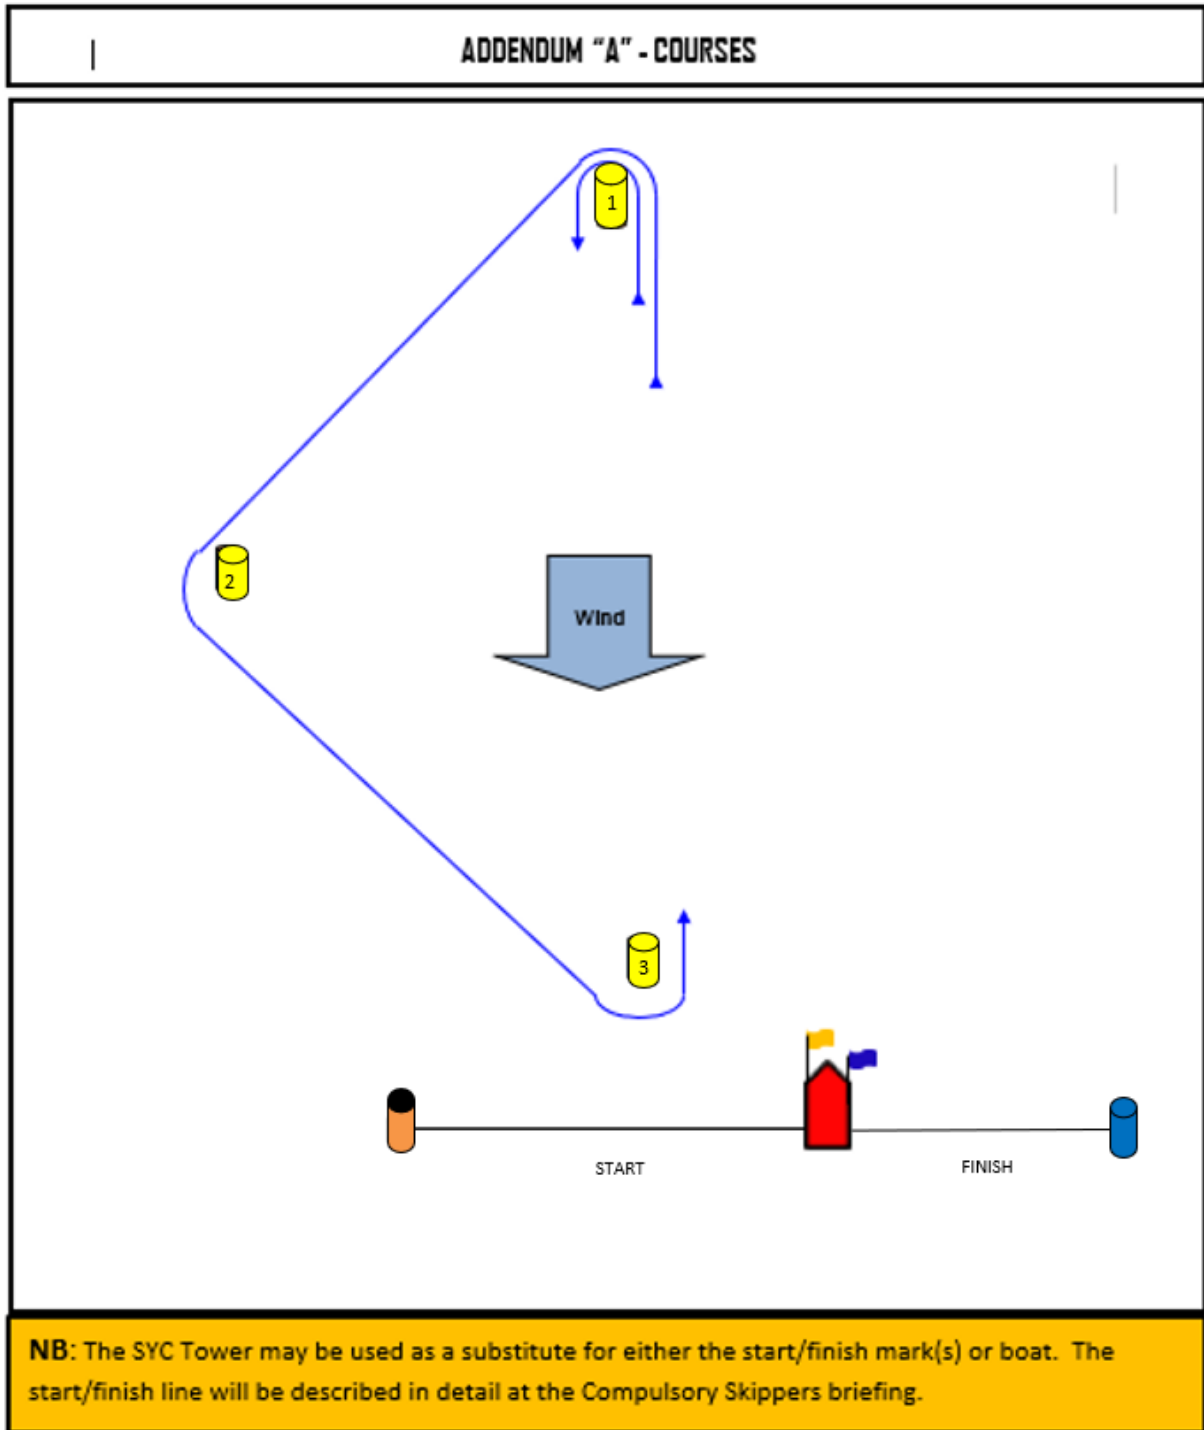 ADDENDUM “A” - COURSES
1
2
Wind
3
START
FINISH
NB: The SYC Tower may be used as a substitute for either the start/finish mark(s) or boat. The
start/finish line will be described in detail at the Compulsory Skippers briefing.